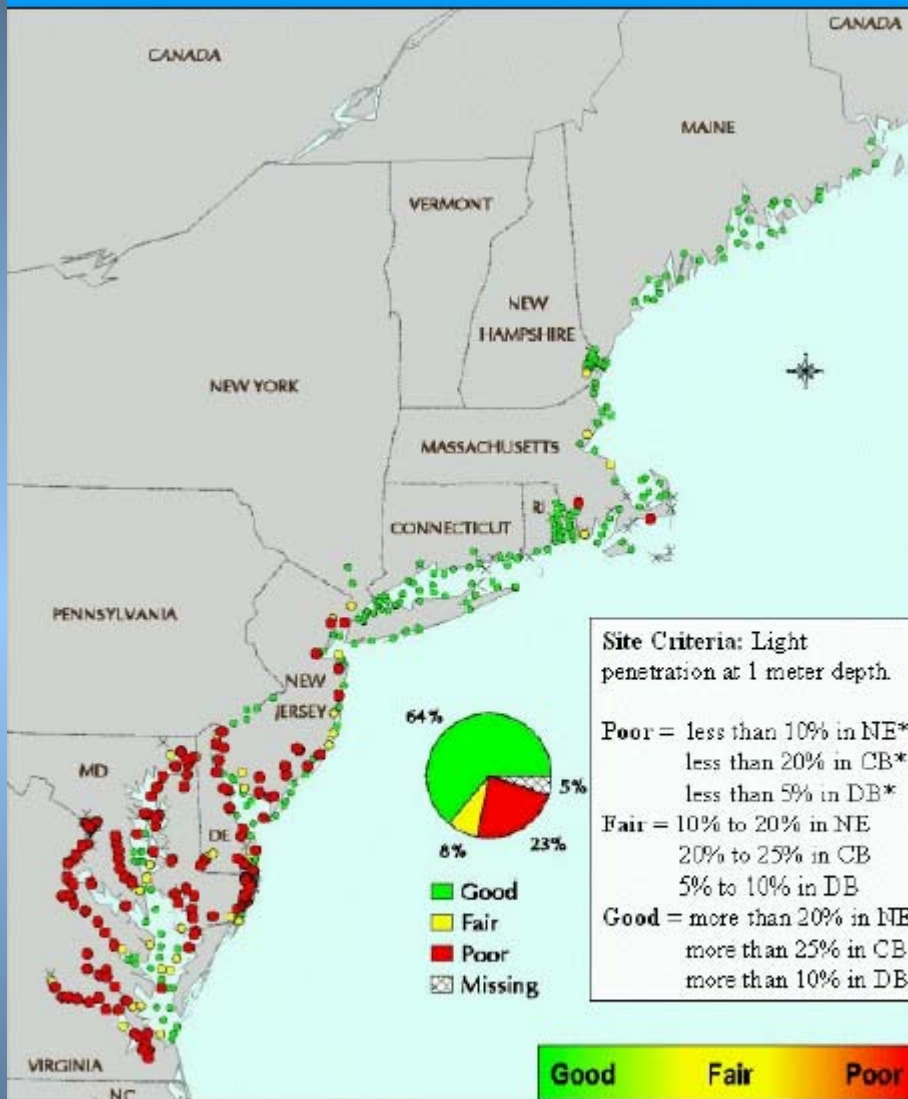 CANADA
CANADA
MAINE
VERMONT
NEW
HAMPSHIRE
NEW YORK
MASSACHUSETTS
CONNECTICUT
RI
PENNSYLVANIA
NEW
JERSEY
MD
DE
VIRGINIA
NC
64%
5%
8%
23%
Good
Fair
Poor
Missing
Site Criteria: Light
penetration at 1 meter depth.
Poor = less than 10% in NE*
less than 20% in CB*
less than 5% in DB*
Fair = 10% to 20% in NE
20% to 25% in CB
5% to 10% in DB
Good = more than 20% in NE
more than 25% in CB
more than 10% in DB
Good Fair Poor